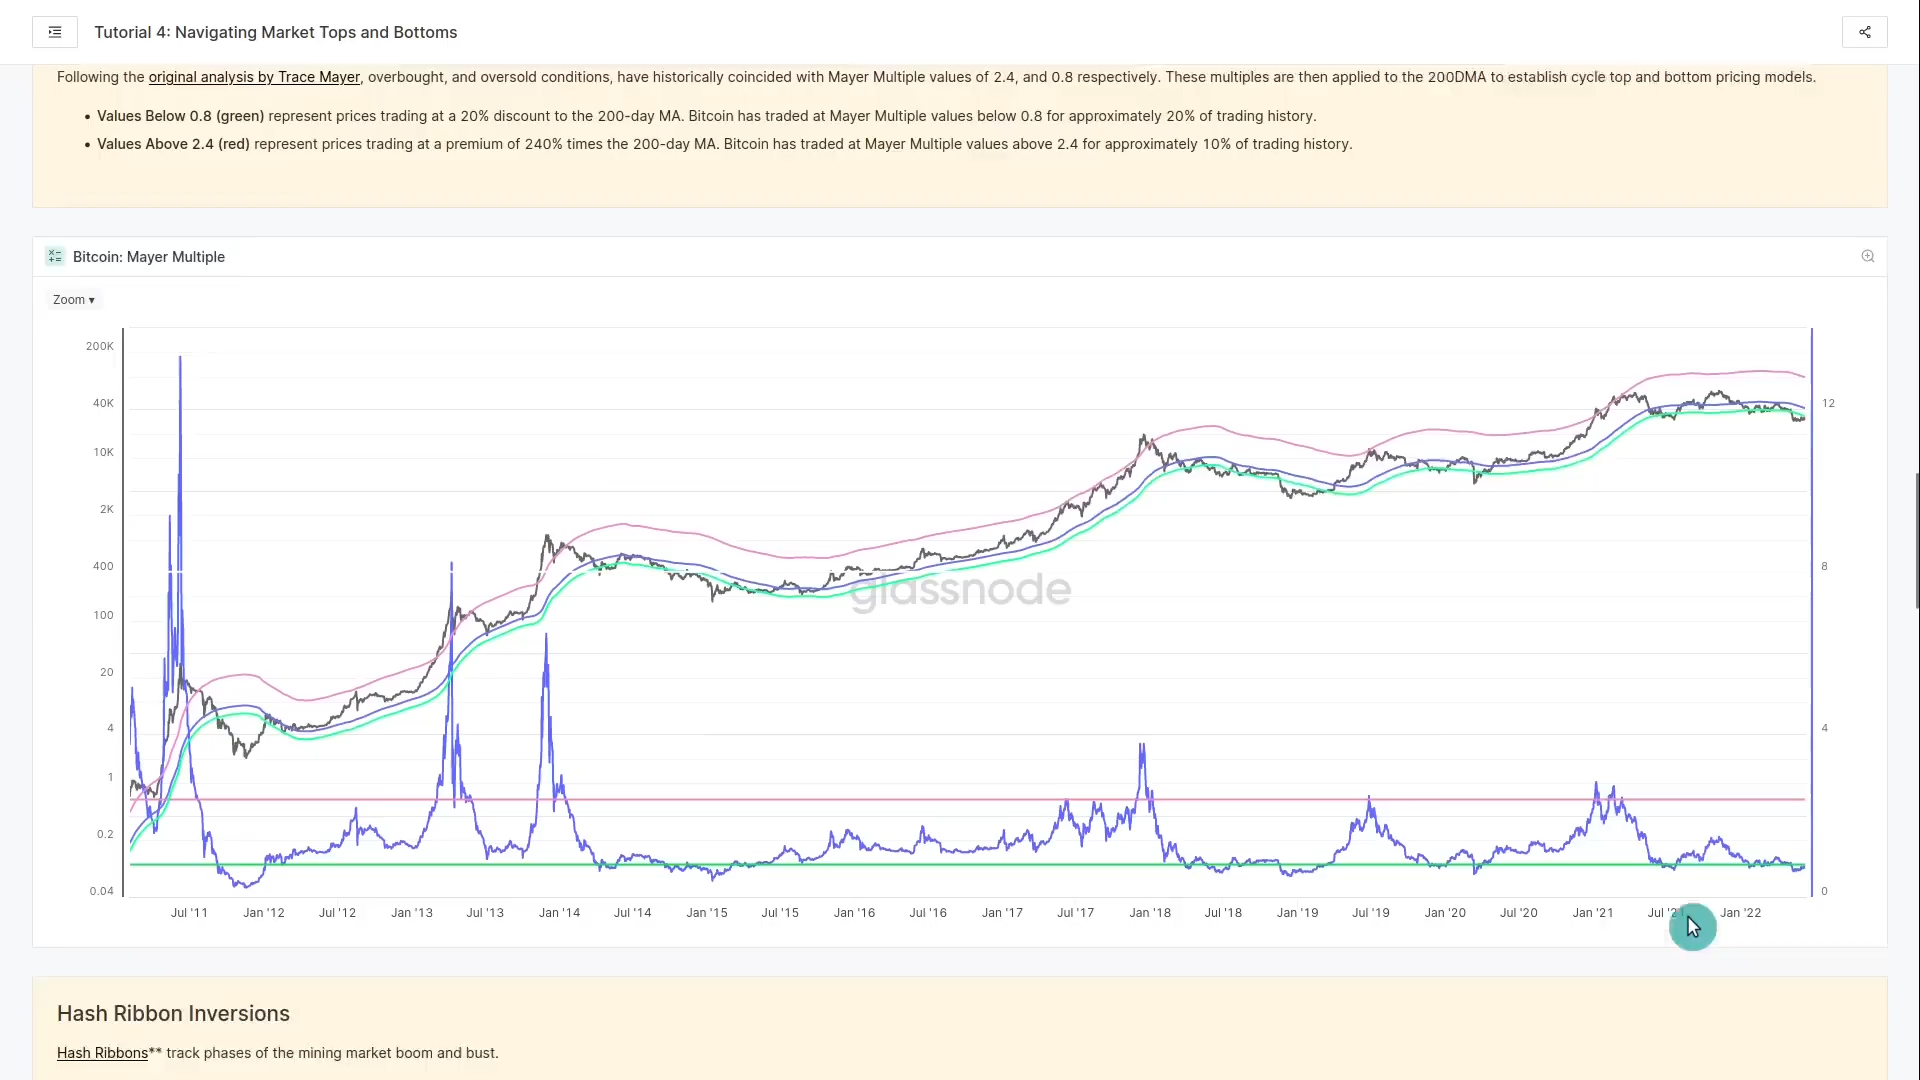 Tutorial 4: Navigating Market Tops and Bottoms
Following the original analysis by Trace Mayer, overbought, and oversold conditions, have historically coincided with Mayer Multiple values of 2.4, and 0.8 respectively. These multiples are then applied to the 200DMA to establish cycle top and bottom pricing models.
• Values Below 0.8 (green) represent prices trading at a 20% discount to the 200-day MA. Bitcoin has traded at Mayer Multiple values below 0.8 for approximately 20% of trading history.
• Values Above 2.4 (red) represent prices trading at a premium of 240% times the 200-day MA. Bitcoin has traded at Mayer Multiple values above 2.4 for approximately 10% of trading history.
Bitcoin: Mayer Multiple
Zoom ▾
200K
40K
12
10K
2K
400
8
glassnode
100
20
4
4
1
0.2
0.04
0
Jul '11 Jan '12 Jul '12 Jan '13 Jul '13 Jan '14 Jul '14 Jan '15 Jul '15 Jan '16 Jul '16 Jan '17 Jul '17 Jan '18 Jul '18 Jan '19 Jul '19 Jan '20 Jul '20 Jan '21 Jul Jan '22
Hash Ribbon Inversions
Hash Ribbons** track phases of the mining market boom and bust.